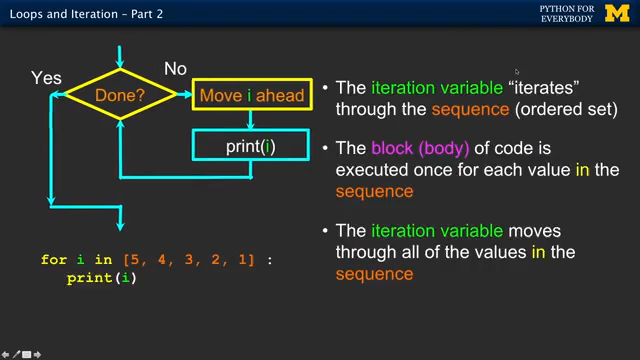 Loops and Iteration – Part 2
PYTHON FOR
EVERYBODY
M
Yes
No
Done?
Move i ahead
print(i)
• The iteration variable “iterates”
through the sequence (ordered set)
• The block (body) of code is
executed once for each value in the
sequence
• The iteration variable moves
through all of the values in the
sequence
for i in [5, 4, 3, 2, 1] :
print(i)